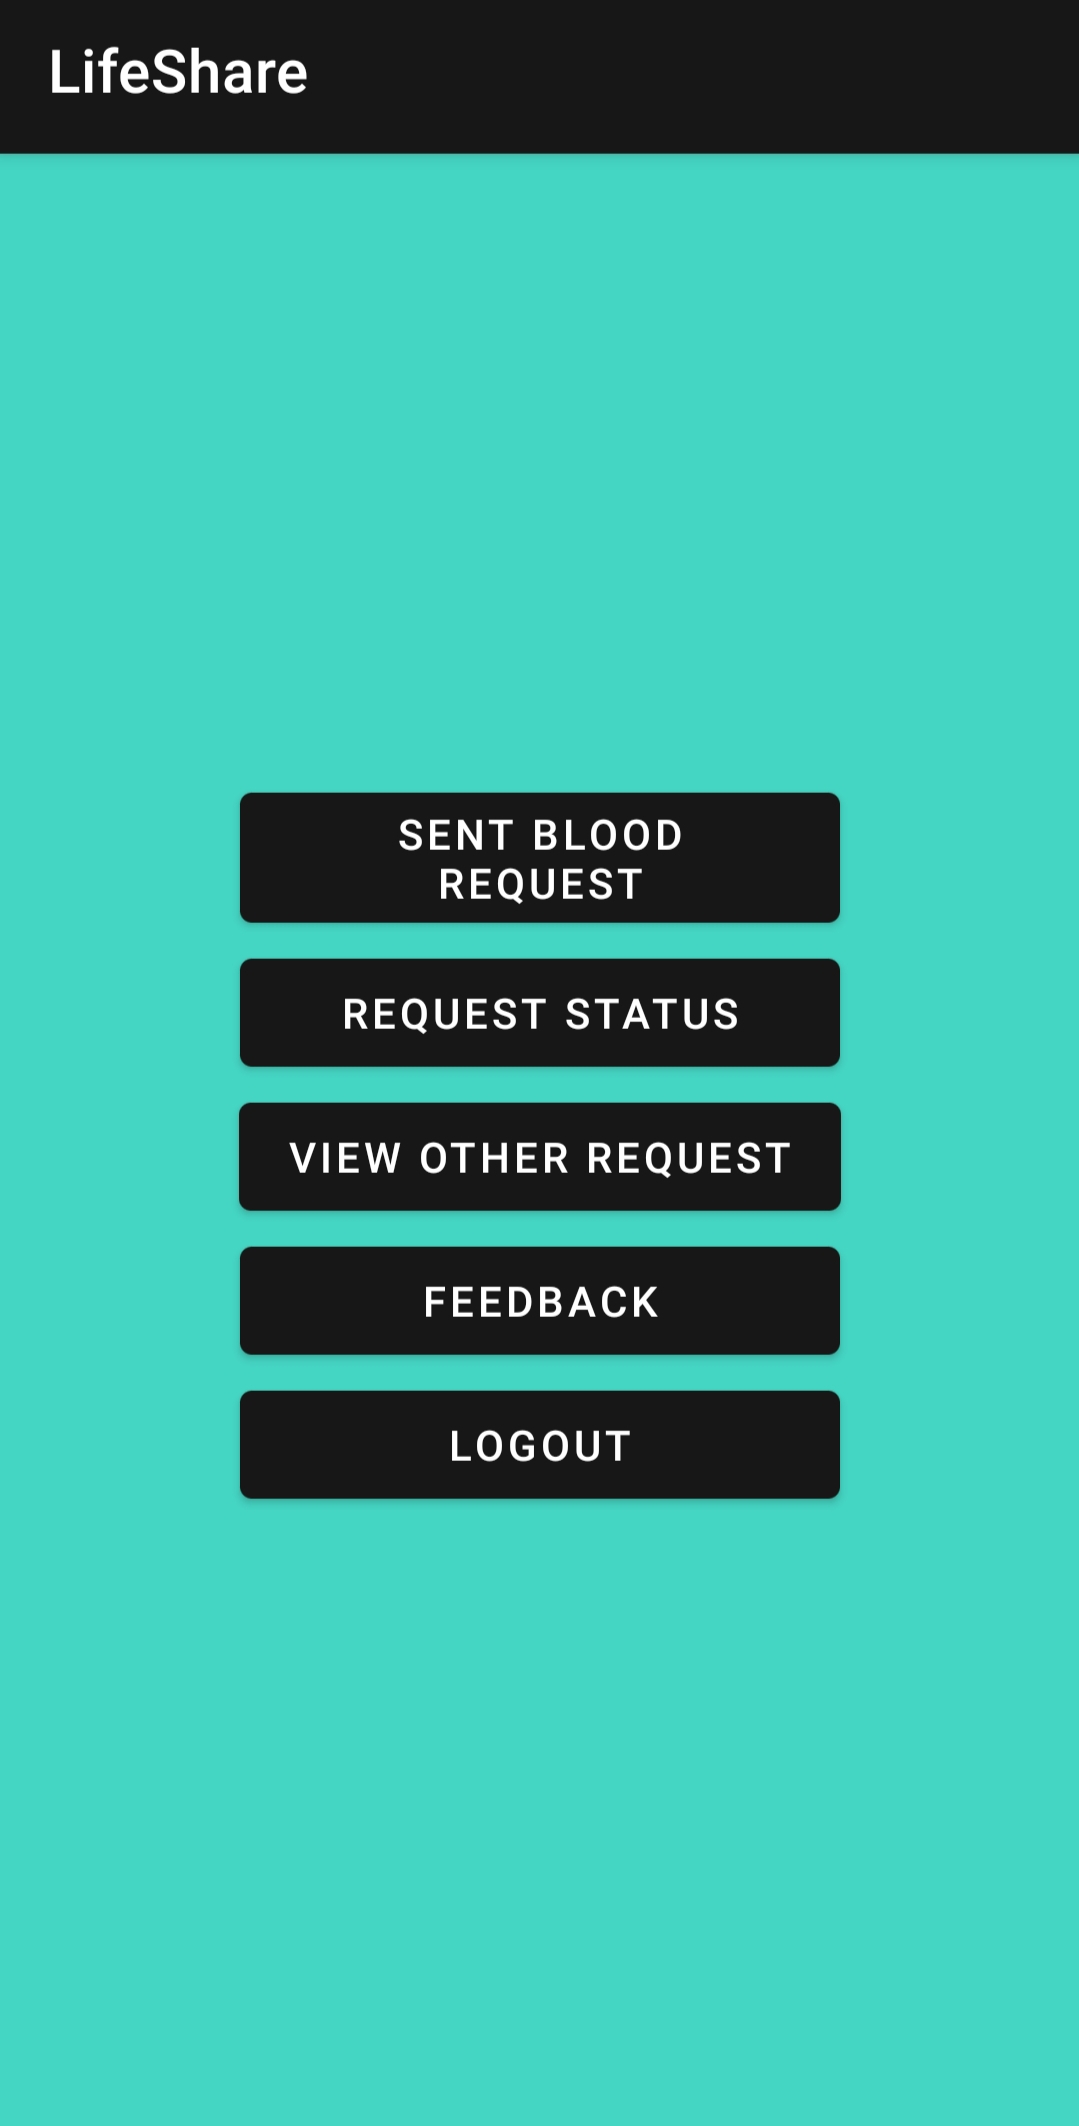 LifeShare
SENT BLOOD
REQUEST
REQUEST STATUS
VIEW OTHER REQUEST
FEEDBACK
LOGOUT